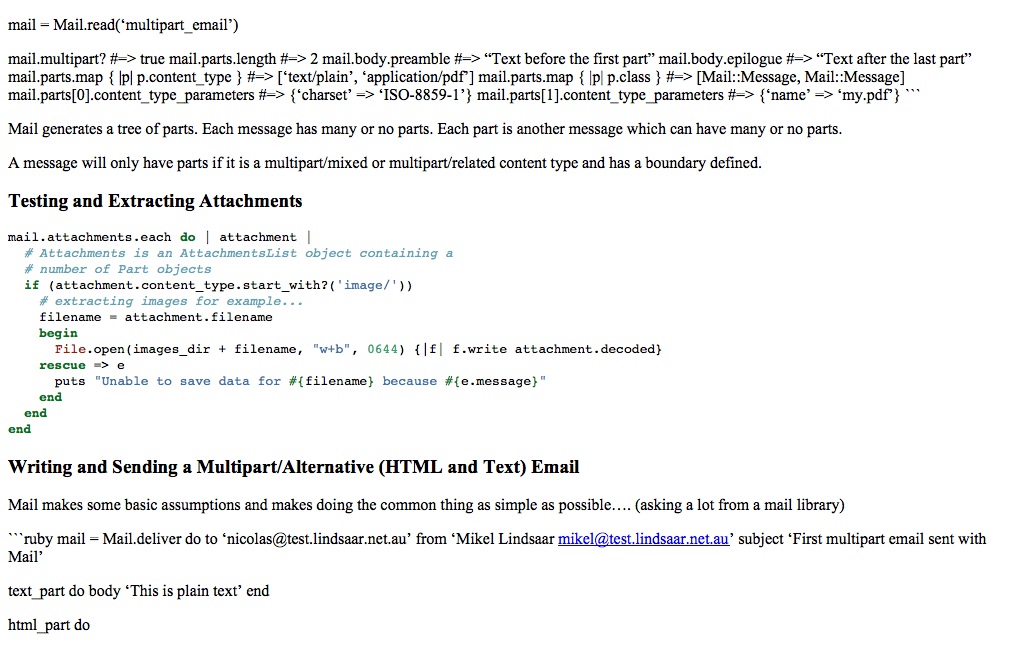 mail = Mail.read(‘multipart_email’)
mail.multipart? #=> true mail.parts.length #=> 2 mail.body.preamble #=> “Text before the first part” mail.body.epilogue #=> “Text after the last part”
mail.parts.map { |p| p.content_type } #=> [‘text/plain’, ‘application/pdf’] mail.parts.map { |p| p.class } #=> [Mail::Message, Mail::Message]
mail.parts[0].content_type_parameters #=> {‘charset’ => ‘ISO-8859-1’} mail.parts[1].content_type_parameters #=> {‘name’ => ‘my.pdf’} ```
Mail generates a tree of parts. Each message has many or no parts. Each part is another message which can have many or no parts.
A message will only have parts if it is a multipart/mixed or multipart/related content type and has a boundary defined.
Testing and Extracting Attachments
mail.attachments.each do | attachment |
  # Attachments is an AttachmentsList object containing a
  # number of Part objects
  if (attachment.content_type.start_with?('image/'))
    # extracting images for example...
    filename = attachment.filename
    begin
      File.open(images_dir + filename, "w+b", 0644) {|f| f.write attachment.decoded}
    rescue => e
      puts "Unable to save data for #{filename} because #{e.message}"
    end
  end
end
Writing and Sending a Multipart/Alternative (HTML and Text) Email
Mail makes some basic assumptions and makes doing the common thing as simple as possible…. (asking a lot from a mail library)
```ruby mail = Mail.deliver do to ‘nicolas@test.lindsaar.net.au’ from ‘Mikel Lindsaar mikel@test.lindsaar.net.au’ subject ‘First multipart email sent with
Mail’
text_part do body ‘This is plain text’ end
html_part do